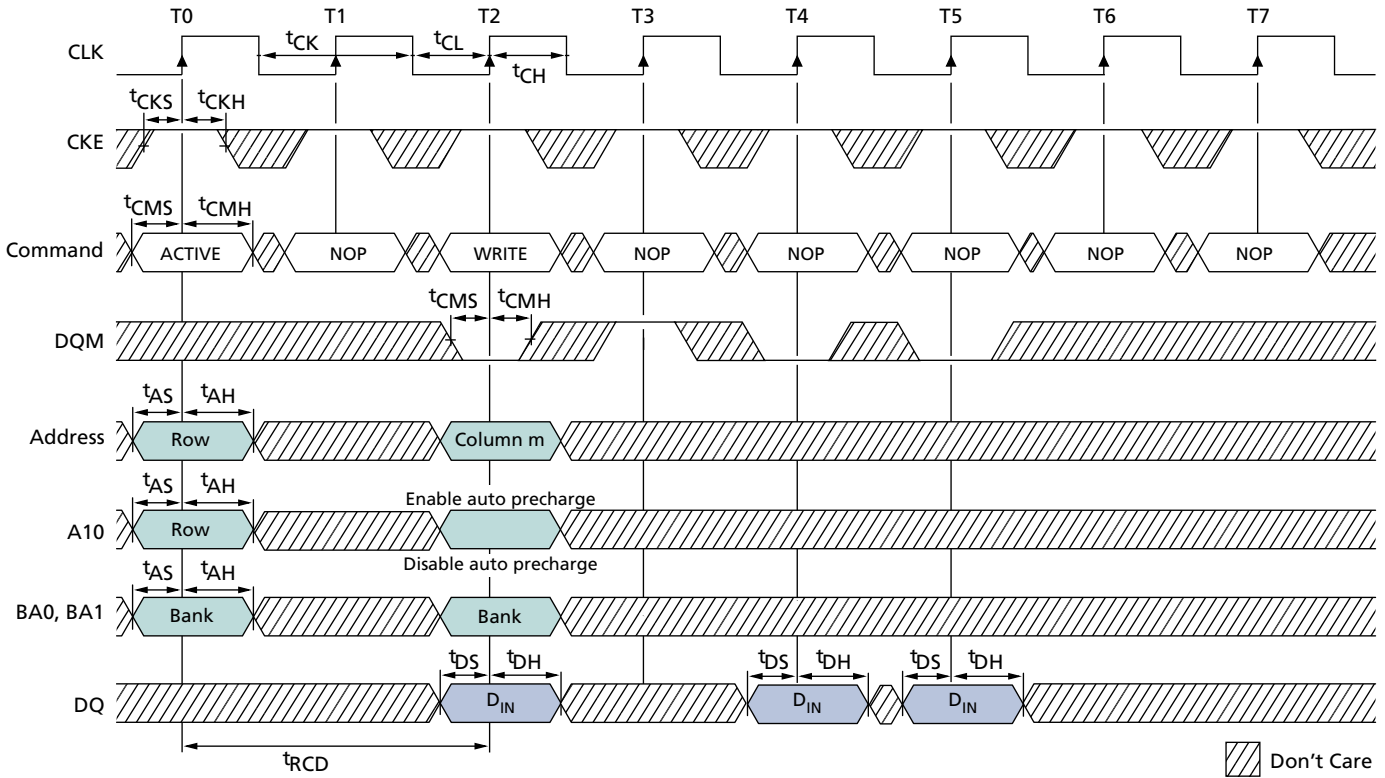 T0 T1 T2 T3 T4 T5 T6 T7
CLK
tCK tCL
tCH
tCKS tCKH
CKE
tCMS tCMH
Command ACTIVE NOP WRITE NOP NOP NOP NOP NOP
tCMS tCMH
DQM
tAS tAH
Address Row Column m
tAS tAH Enable auto precharge
A10 Row
Disable auto precharge
tAS tAH
BA0, BA1 Bank Bank
tDS tDH tDS tDH tDS tDH
DQ DIN DIN DIN
tRCD
Don't Care